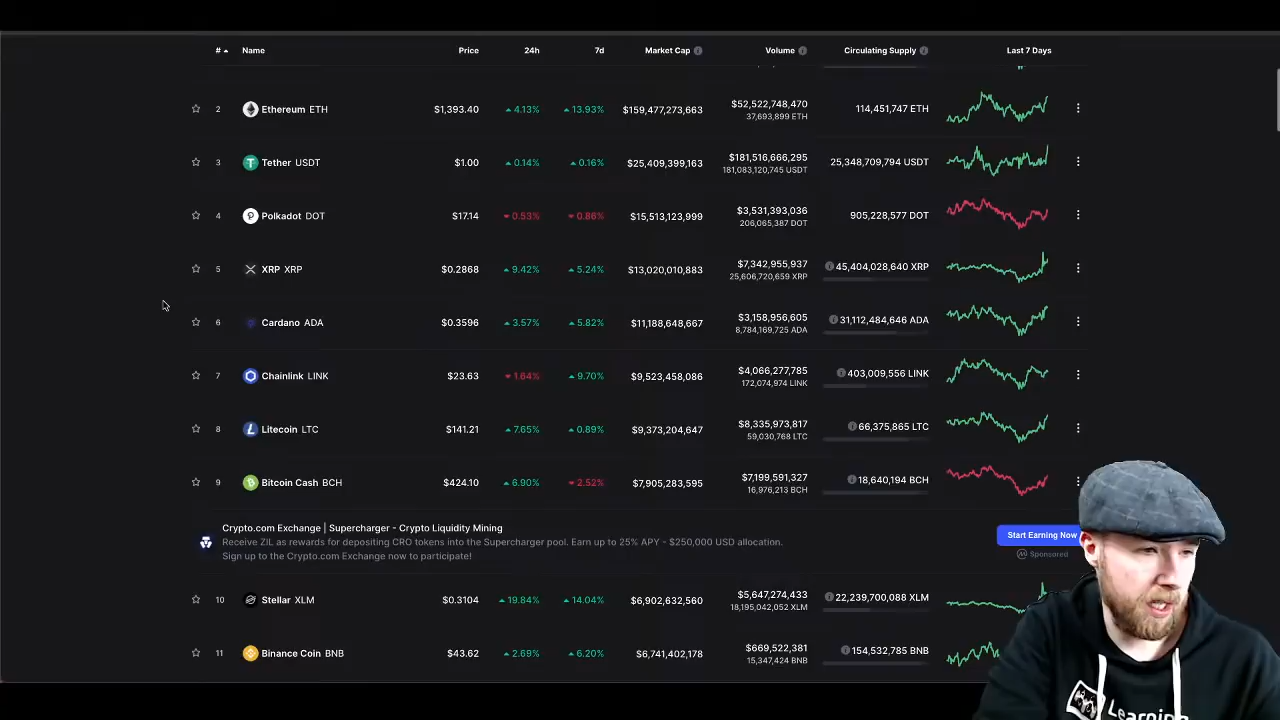 # Name Price 24h 7d Market Cap Volume Circulating Supply Last 7 Days
2 Ethereum ETH $1,393.40 4.13% 13.93% $159,477,273,663 $52,522,748,470 114,451,747 ETH
37,693,899 ETH
3 Tether USDT $1.00 0.14% 0.16% $25,409,399,163 $181,516,666,295 25,348,709,794 USDT
181,083,120,745 USDT
4 Polkadot DOT $17.14 0.53% 0.86% $15,513,123,999 $3,531,393,036 905,228,577 DOT
206,065,387 DOT
5 XRP XRP $0.2868 9.42% 5.24% $13,020,010,883 $7,342,955,937 45,404,028,640 XRP
25,606,720,659 XRP
6 Cardano ADA $0.3596 3.57% 5.82% $11,188,648,667 $3,158,956,605 31,112,484,646 ADA
8,784,169,725 ADA
7 Chainlink LINK $23.63 1.64% 9.70% $9,523,458,086 $4,066,277,785 403,009,556 LINK
172,074,974 LINK
8 Litecoin LTC $141.21 7.65% 0.89% $9,373,204,647 $8,335,973,817 66,375,865 LTC
59,030,768 LTC
9 Bitcoin Cash BCH $424.10 6.90% 2.52% $7,905,283,595 $7,199,591,327 18,640,194 BCH
16,976,213 BCH
Crypto.com Exchange | Supercharger - Crypto Liquidity Mining
Receive ZIL as rewards for depositing CRO tokens into the Supercharger pool. Earn up to 25% APY - $250,000 USD allocation.
Start Earning Now
Sign up to the Crypto.com Exchange now to participate!
Sponsored
10 Stellar XLM $0.3104 19.84% 14.04% $6,902,632,560 $5,647,274,433 22,239,700,088 XLM
18,195,042,052 XLM
11 Binance Coin BNB $43.62 2.69% 6.20% $6,741,402,178 $669,522,381 154,532,785 BNB
15,347,424 BNB
Learning